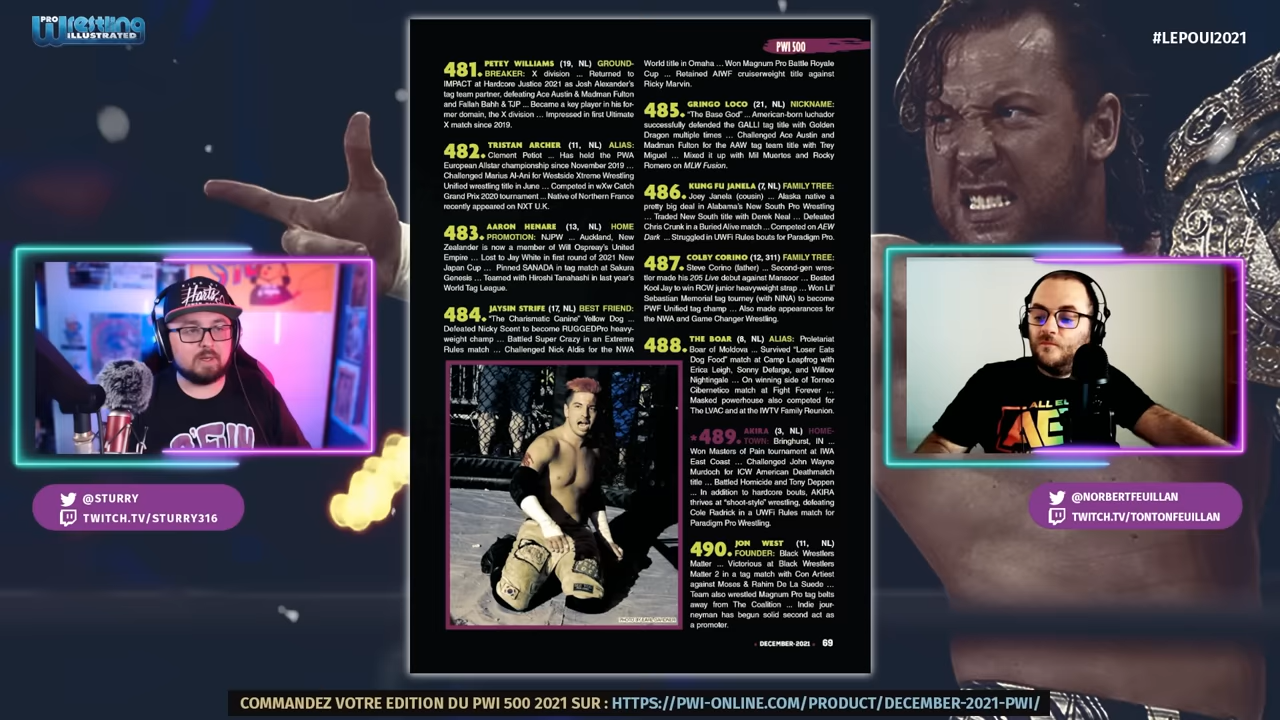 PRO
Wrestling
ILLUSTRATED
#LEPOUI2021
PWI 500
481. PETEY WILLIAMS (19, NL) GROUND-
BREAKER: X division ... Returned to
IMPACT at Hardcore Justice 2021 as Josh Alexander's
tag team partner, defeating Ace Austin & Madman Fulton
and Fallah Bahh & TJP ... Became a key player in his for-
mer domain, the X division ... Impressed in first Ultimate
X match since 2019.
482. TRISTAN ARCHER (11, NL) ALIAS:
Clement Petiot ... Has held the PWA
European Allstar championship since November 2019 ...
Challenged Marius Al-Ani for Westside Xtreme Wrestling
Unified wrestling title in June ... Competed in wXw Catch
Grand Prix 2020 tournament ... Native of Northern France
recently appeared on NXT U.K.
483. AARON HENARE (13, NL) HOME
PROMOTION: NJPW ... Auckland, New
Zealander is now a member of Will Ospreay's United
Empire ... Lost to Jay White in first round of 2021 New
Japan Cup ... Pinned SANADA in tag match at Sakura
Genesis ... Teamed with Hiroshi Tanahashi in last year's
World Tag League.
484. JAYSIN STRIFE (17, NL) BEST FRIEND:
"The Charismatic Canine" Yellow Dog ...
Defeated Nicky Scent to become RUGGEDPro heavy-
weight champ ... Battled Super Crazy in an Extreme
Rules match ... Challenged Nick Aldis for the NWA
World title in Omaha ... Won Magnum Pro Battle Royale
Cup ... Retained AIWF cruiserweight title against
Ricky Marvin.
485. GRINGO LOCO (21, NL) NICKNAME:
"The Base God" ... American-born luchador
successfully defended the GALLI tag title with Golden
Dragon multiple times ... Challenged Ace Austin and
Madman Fulton for the AAW tag team title with Trey
Miguel ... Mixed it up with Mil Muertes and Rocky
Romero on MLW Fusion.
486. KUNG FU JANELA (7, NL) FAMILY TREE:
Joey Janela (cousin) ... Alaska native a
pretty big deal in Alabama's New South Pro Wrestling
... Traded New South title with Derek Neal ... Defeated
Chris Crunk in a Buried Alive match ... Competed on AEW
Dark ... Struggled in UWFi Rules bouts for Paradigm Pro.
487. COLBY CORINO (12, 311) FAMILY TREE:
Steve Corino (father) ... Second-gen wres-
tler made his 205 Live debut against Mansoor ... Bested
Kool Jay to win RCW junior heavyweight strap ... Won Lil'
Sebastian Memorial tag tourney (with NINA) to become
PWF Unified tag champ ... Also made appearances for
the NWA and Game Changer Wrestling.
488. THE BOAR (8, NL) ALIAS: Proletariat
Boar of Moldova ... Survived "Loser Eats
Dog Food" match at Camp Leapfrog with
Erica Leigh, Sonny Defarge, and Willow
Nightingale ... On winning side of Torneo
Cibernetico match at Fight Forever ...
Masked powerhouse also competed for
The LVAC and at the IWTV Family Reunion.
*489. AKIRA (3, NL) HOME-
TOWN: Bringhurst, IN ...
Won Masters of Pain tournament at IWA
East Coast ... Challenged John Wayne
Murdoch for ICW American Deathmatch
title ... Battled Homicide and Tony Deppen
... In addition to hardcore bouts, AKIRA
thrives at "shoot-style" wrestling, defeating
Cole Radrick in a UWFi Rules match for
Paradigm Pro Wrestling.
490. JON WEST (11, NL)
FOUNDER: Black Wrestlers
Matter ... Victorious at Black Wrestlers
Matter 2 in a tag match with Con Artiest
against Moses & Rahim De La Suede ...
Team also wrestled Magnum Pro tag belts
away from The Coalition ... Indie jour-
neyman has begun solid second act as
a promoter.
DECEMBER-2021 69
@STURRY
TWITCH.TV/STURRY316
@NORBERTFEUILLAN
TWITCH.TV/TONTONFEUILLAN
COMMANDEZ VOTRE EDITION DU PWI 500 2021 SUR : HTTPS://PWI-ONLINE.COM/PRODUCT/DECEMBER-2021-PWI/